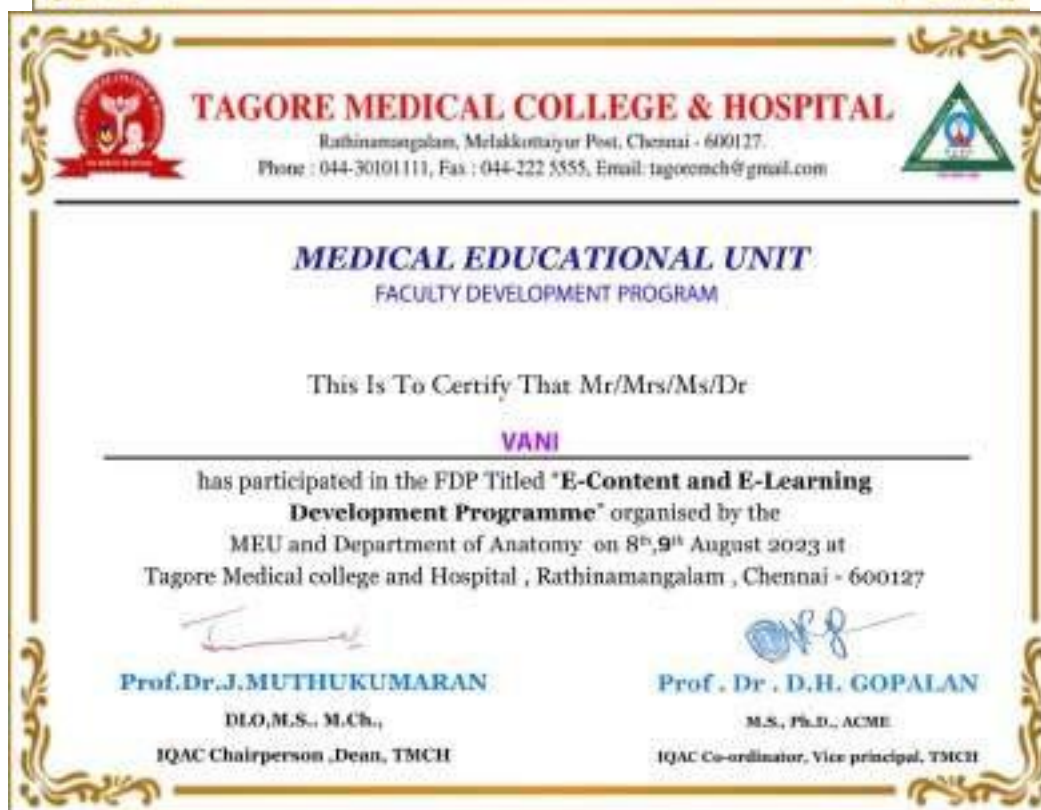 TAGORE MEDICAL COLLEGE & HOSPITAL
Rathinamangalam, Melakkottaiyur Post, Chennai - 600127.
Phone : 044-30101111, Fax : 044-222 5555, Email: tagoremch@gmail.com
MEDICAL EDUCATIONAL UNIT
FACULTY DEVELOPMENT PROGRAM
This Is To Certify That Mr/Mrs/Ms/Dr
VANI
has participated in the FDP Titled "E-Content and E-Learning
Development Programme" organised by the
MEU and Department of Anatomy on 8th,9th August 2023 at
Tagore Medical college and Hospital , Rathinamangalam , Chennai - 600127
Prof.Dr.J.MUTHUKUMARAN
DLO,M.S., M.Ch.,
IQAC Chairperson ,Dean, TMCH
Prof . Dr . D.H. GOPALAN
M.S., Ph.D., ACME
IQAC Co-ordinator, Vice principal, TMCH